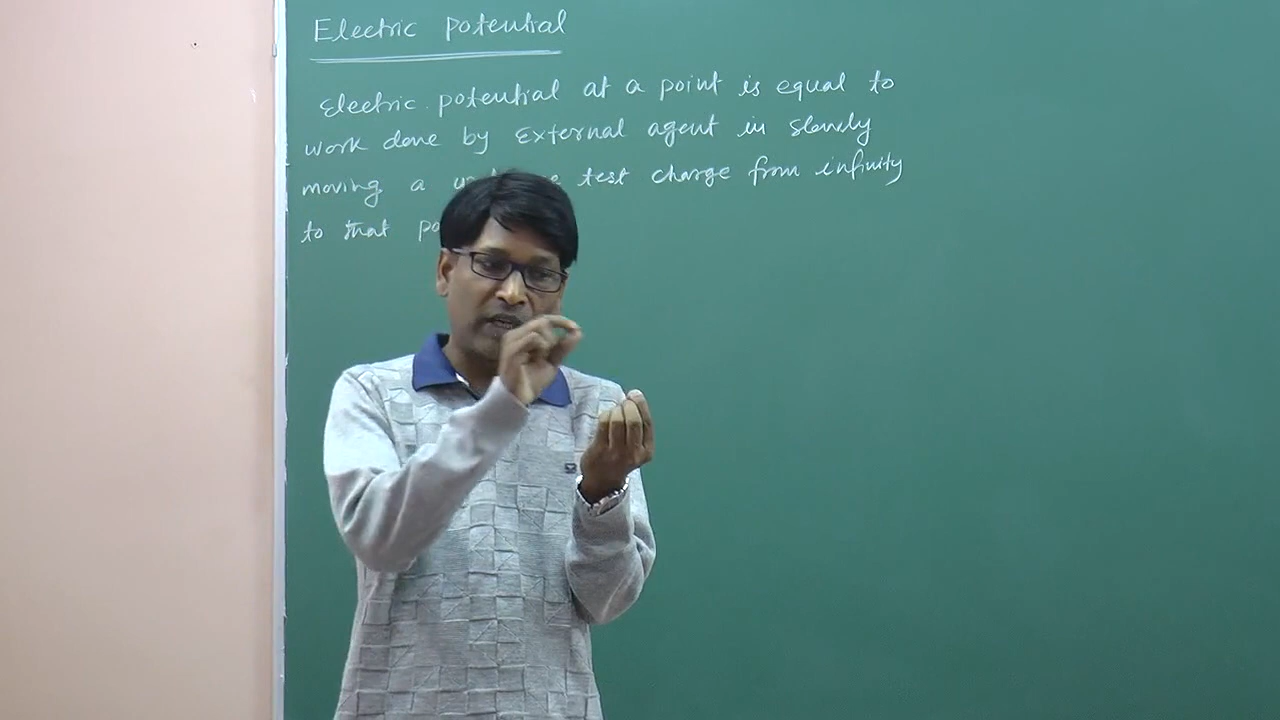 Electric potential
Electric potential at a point is equal to
work done by External agent in slowly
moving a test charge from infinity
to that